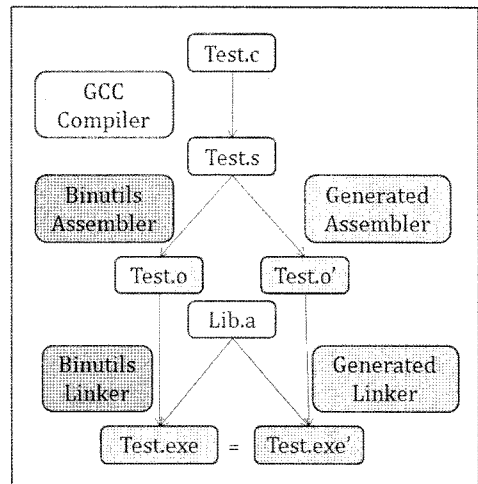 Test.c
GCC
Compiler
Test.s
Binutils
Assembler
Generated
Assembler
Test.o
Test.o'
Lib.a
Binutils
Linker
Generated
Linker
Test.exe = Test.exe'